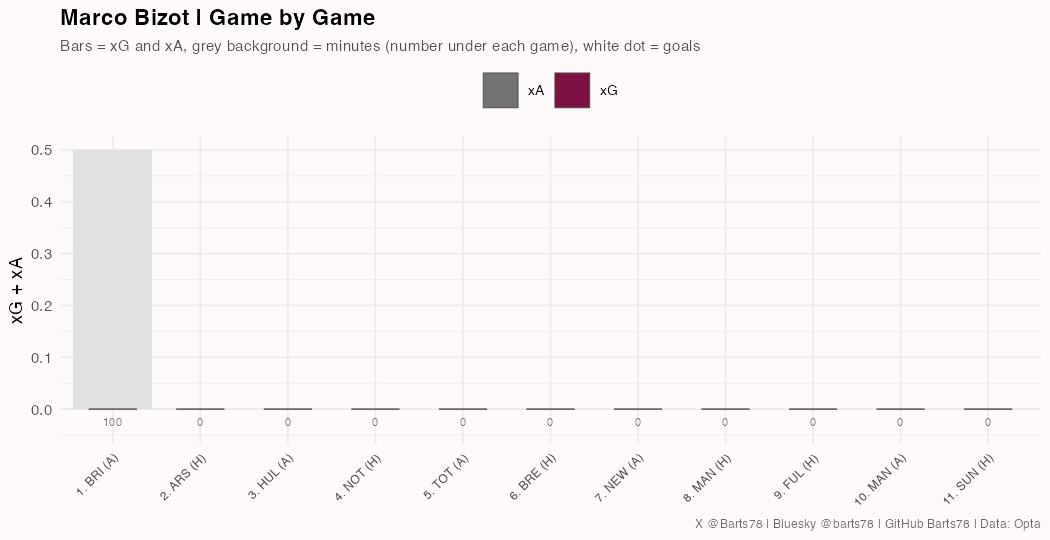 Marco Bizot | Game by Game
Bars = xG and xA, grey background = minutes (number under each game), white dot = goals
xA
xG
xG + xA
0.5
0.4
0.3
0.2
0.1
0.0
100 0 0 0 0 0 0 0 0 0 0
1. BRI (A)
2. ARS (H)
3. HUL (A)
4. NOT (H)
5. TOT (A)
6. BRE (H)
7. NEW (A)
8. MAN (H)
9. FUL (H)
10. MAN (A)
11. SUN (H)
X @Barts78 | Bluesky @barts78 | GitHub Barts78 | Data: Opta